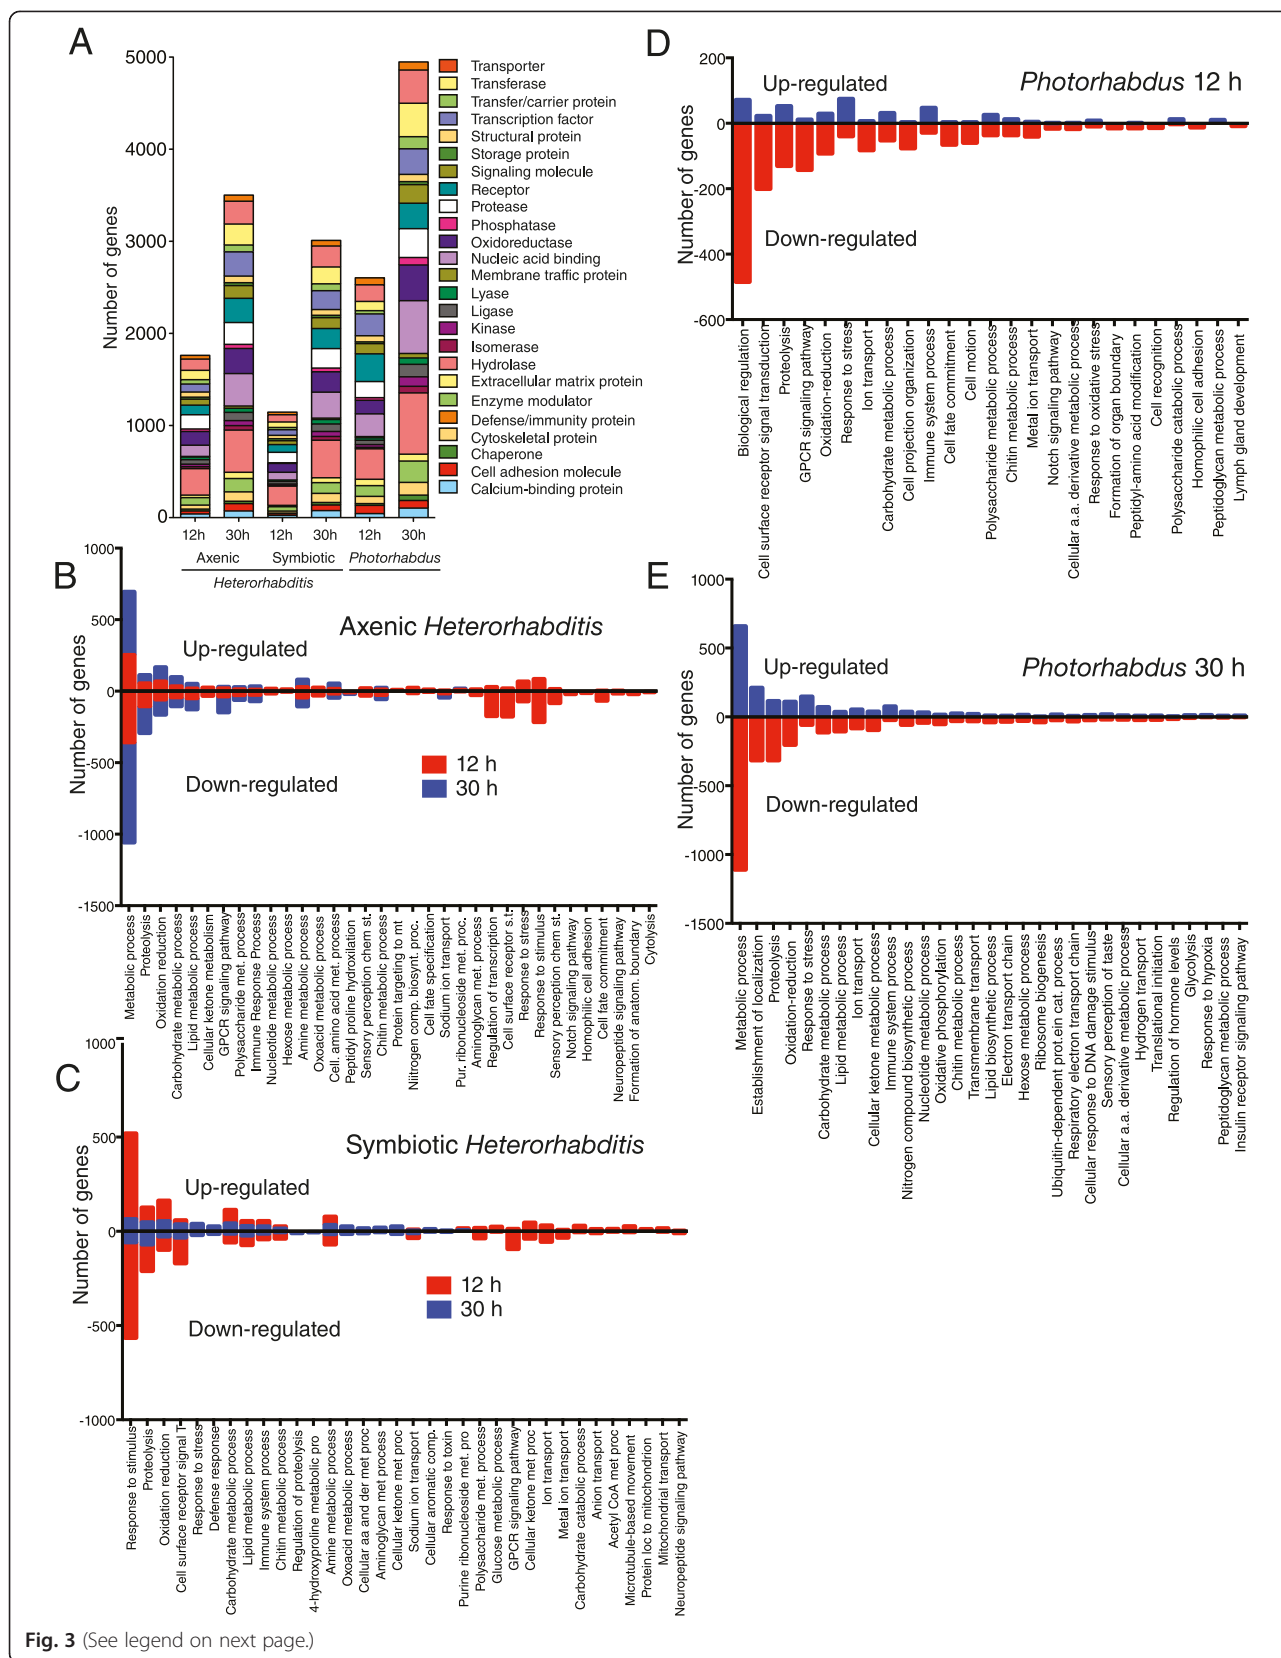 A
Number of genes
5000
4000
3000
2000
1000
0
12h
30h
12h
30h
12h
30h
Axenic
Symbiotic
Photorhabdus
Heterorhabditis
Transporter
Transferase
Transfer/carrier protein
Transcription factor
Structural protein
Storage protein
Signaling molecule
Receptor
Protease
Phosphatase
Oxidoreductase
Nucleic acid binding
Membrane traffic protein
Lyase
Ligase
Kinase
Isomerase
Hydrolase
Extracellular matrix protein
Enzyme modulator
Defense/immunity protein
Cytoskeletal protein
Chaperone
Cell adhesion molecule
Calcium-binding protein
B
Number of genes
1000
500
0
-500
-1000
-1500
Axenic Heterorhabditis
Up-regulated
Down-regulated
12 h
30 h
Metabolic process
Proteolysis
Oxidation reduction
Carbohydrate metabolic process
Lipid metabolic process
Cellular ketone metabolism
GPCR signaling pathway
Polysaccharide met. process
Immune Response Process
Nucleotide metabolic process
Hexose metabolic process
Amine metabolic process
Oxoacid metabolic process
Cell. amino acid met. process
Peptidyl proline hydroxilation
Sensory perception chem st.
Chitin metabolic process
Protein targeting to mt
Niitrogen comp. biosynt. proc.
Cell fate specification
Sodium ion transport
Pur. ribonucleoside met. proc..
Aminoglycan met. process
Regulation of transcription
Cell surface receptor s.t.
Response to stress
Response to stimulus
Sensory perception chem st.
Notch signaling pathway
Homophilic cell adhesion
Cell fate commitment
Neuropeptide signaling pathway
Formation of anatom. boundary
Cytolysis
C
Number of genes
1000
500
0
-500
-1000
Symbiotic Heterorhabditis
Up-regulated
Down-regulated
12 h
30 h
Response to stimulus
Proteolysis
Oxidation reduction
Cell surface receptor signal T
Response to stress
Defense response
Carbohydrate metabolic process
Lipid metabolic process
Immune system process
Chitin metabolic process
Regulation of proteolysis
4-hydroxyproline metabolic pro
Amine metabolic process
Oxoacid metabolic process
Cellular aa and der met proc
Aminoglycan met process
Cellular ketone met proc
Sodium ion transport
Cellular aromatic comp.
Response to toxin
Purine ribonucleoside met. pro
Polysaccharide met. process
Glucose metabolic process
GPCR signaling pathway
Cellular ketone met proc
Ion transport
Metal ion transport
Carbohydrate catabolic process
Anion transport
Acetyl CoA met proc
Microtubule-based movement
Protein loc to mitochondrion
Mitochondrial transport
Neuropeptide signaling pathway
D
Number of genes
200
0
-200
-400
-600
Up-regulated
Photorhabdus 12 h
Down-regulated
Biological regulation
Cell surface receptor signal transduction
Proteolysis
GPCR signaling pathway
Oxidation-reduction
Response to stress
Ion transport
Carbohydrate metabolic process
Cell projection organization
Immune system process
Cell fate commitment
Cell motion
Polysaccharide metabolic process
Chitin metabolic process
Metal ion transport
Notch signaling pathway
Cellular a.a. derivative metabolic process
Response to oxidative stress
Formation of organ boundary
Peptidyl-amino acid modification
Cell recognition
Polysaccharide catabolic process
Homophilic cell adhesion
Peptidoglycan metabolic process
Lymph gland development
E
Number of genes
1000
500
0
-500
-1000
-1500
Up-regulated
Photorhabdus 30 h
Down-regulated
Metabolic process
Establishment of localization
Proteolysis
Oxidation-reduction
Response to stress
Carbohydrate metabolic process
Lipid metabolic process
Ion transport
Cellular ketone metabolic process
Immune system process
Nitrogen compound biosynthetic process
Nucleotide metabolic process
Oxidative phosphorylation
Chitin metabolic process
Transmembrane transport
Lipid biosynthetic process
Electron transport chain
Hexose metabolic process
Ribosome biogenesis
Ubiquitin-dependent prot.ein cat. process
Respiratory electron transport chain
Cellular response to DNA damage stimulus
Sensory perception of taste
Cellular a.a. derivative metabolic process
Hydrogen transport
Translational initiation
Regulation of hormone levels
Glycolysis
Response to hypoxia
Peptidoglycan metabolic process
Insulin receptor signaling pathway
Fig. 3 (See legend on next page.)